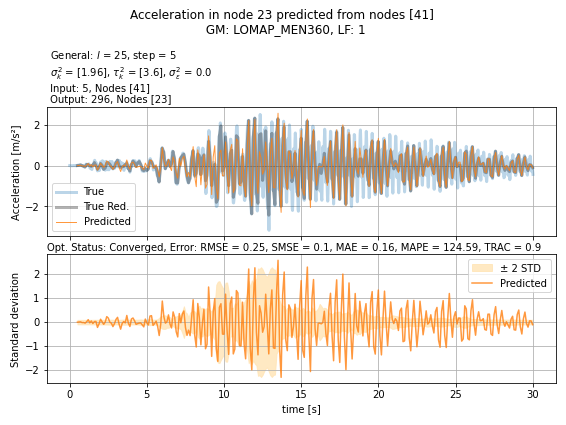 Acceleration in node 23 predicted from nodes [41]
GM: LOMAP_MEN360, LF: 1
General: l = 25, step = 5
σ²ₖ = [1.96], τ²ₖ = [3.6], σ²ε = 0.0
Input: 5, Nodes [41]
Output: 296, Nodes [23]
Acceleration [m/s²]
2
0
−2
True
True Red.
Predicted
Opt. Status: Converged, Error: RMSE = 0.25, SMSE = 0.1, MAE = 0.16, MAPE = 124.59, TRAC = 0.9
Standard deviation
2
1
0
−1
−2
± 2 STD
Predicted
0 5 10 15 20 25 30
time [s]